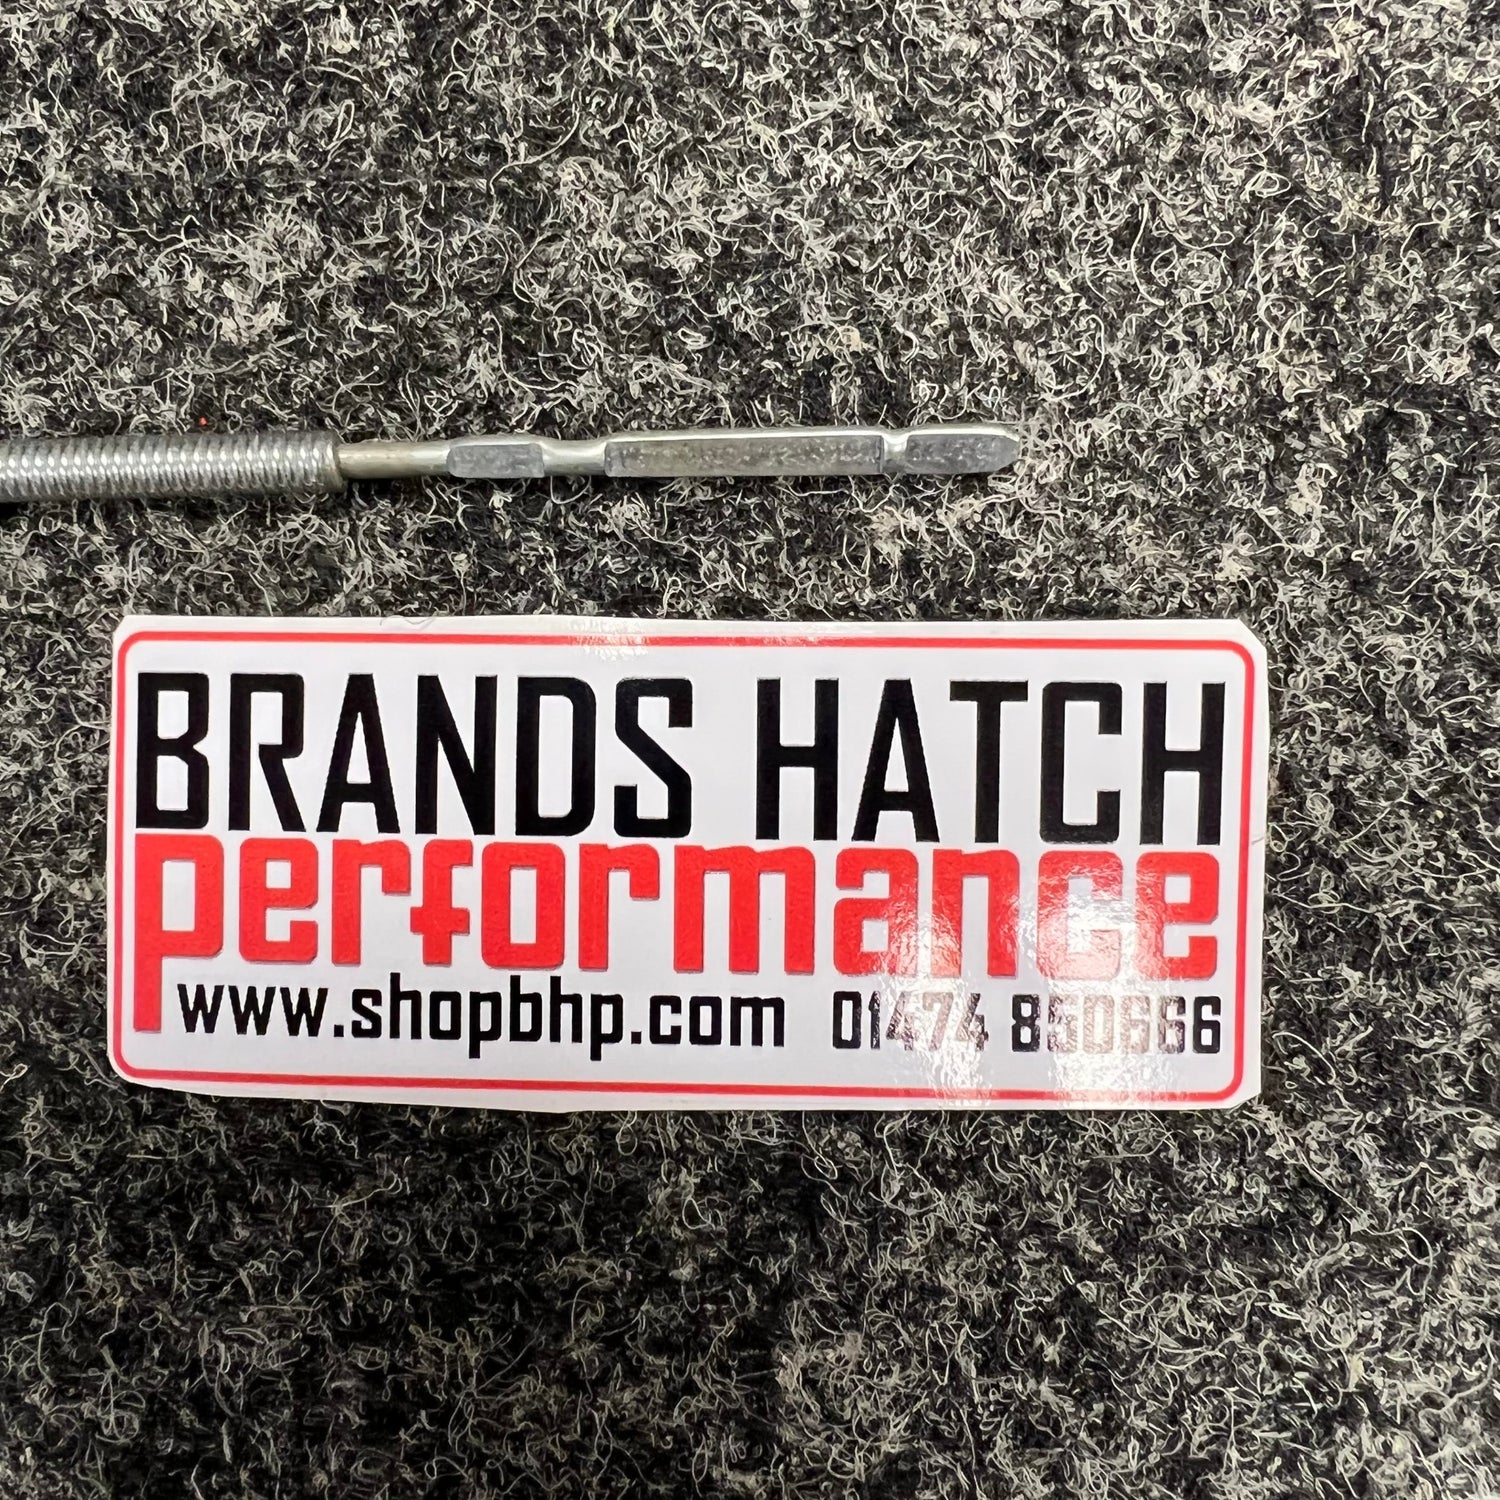 BRANDS HATCH
performance
www.shopbhp.com 01474 850666